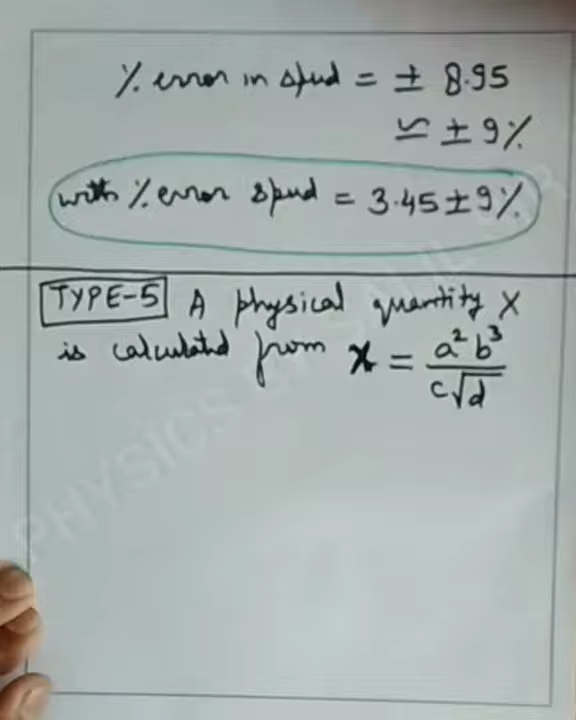 % error in speed = ± 8.95
≃ ± 9%
with % error speed = 3.45 ± 9%
TYPE-5 A physical quantity X
is calculated from x = a²b³ / c√d